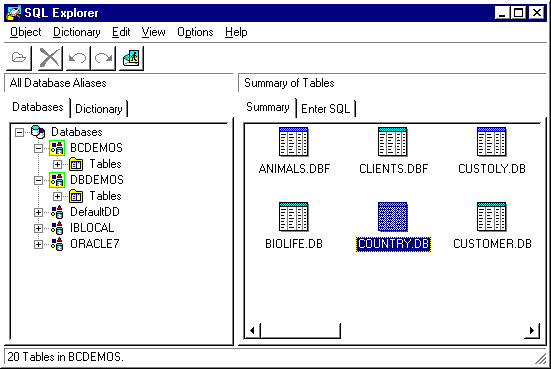 SQL Explorer
Object Dictionary Edit View Options Help
All Database Aliases
Summary of Tables
Databases Dictionary
Summary Enter SQL
Databases
BCDEMOS
Tables
DBDEMOS
Tables
DefaultDD
IBLOCAL
ORACLE7
ANIMALS.DBF CLIENTS.DBF CUSTOLY.DB
BIOLIFE.DB COUNTRY.DB CUSTOMER.DB
20 Tables in BCDEMOS.